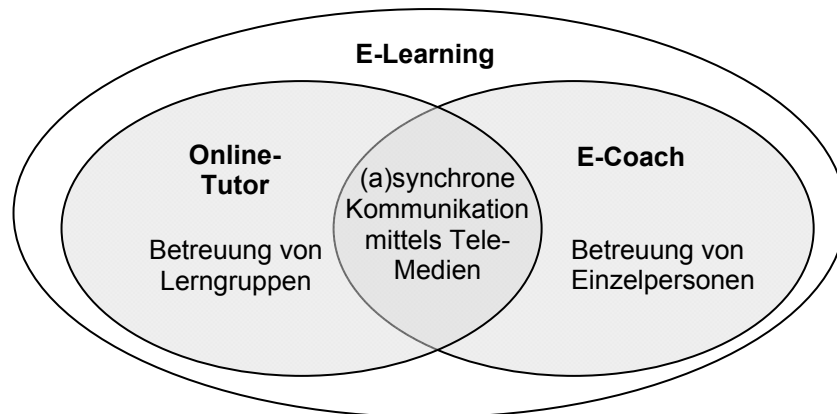 E-Learning
Online-
Tutor
Betreuung von
Lerngruppen
(a)synchrone
Kommunikation
mittels Tele-
Medien
E-Coach
Betreuung von
Einzelpersonen